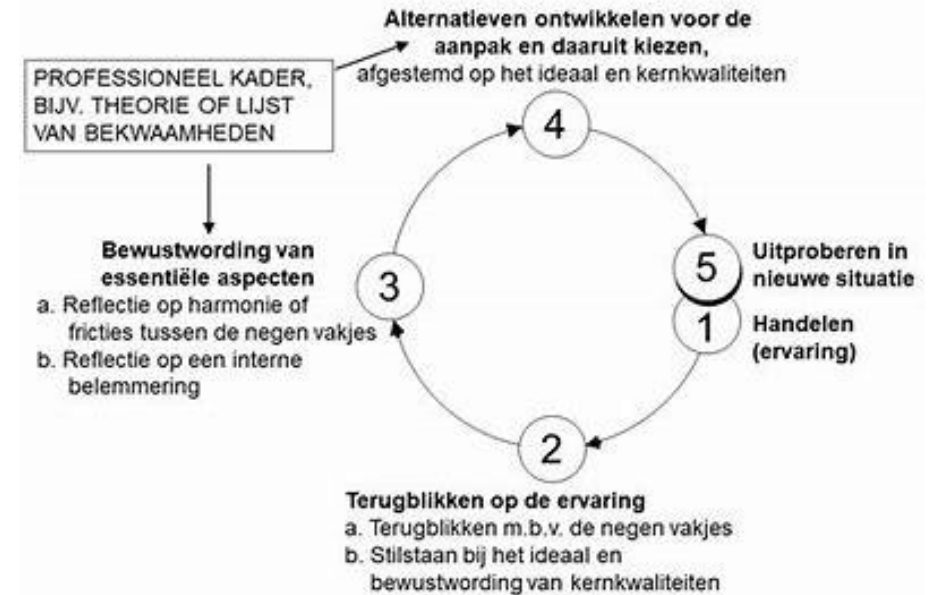 Alternatieven ontwikkelen voor de
aanpak en daaruit kiezen,
afgestemd op het ideaal en kernkwaliteiten
PROFESSIONEEL KADER,
BIJV. THEORIE OF LIJST
VAN BEKWAAMHEDEN
4
Bewustwording van
essentiële aspecten
a. Reflectie op harmonie of
fricties tussen de negen vakjes
b. Reflectie op een interne
belemmering
3
5
Uitproberen in
nieuwe situatie
1
Handelen
(ervaring)
2
Terugblikken op de ervaring
a. Terugblikken m.b.v. de negen vakjes
b. Stilstaan bij het ideaal en
bewustwording van kernkwaliteiten